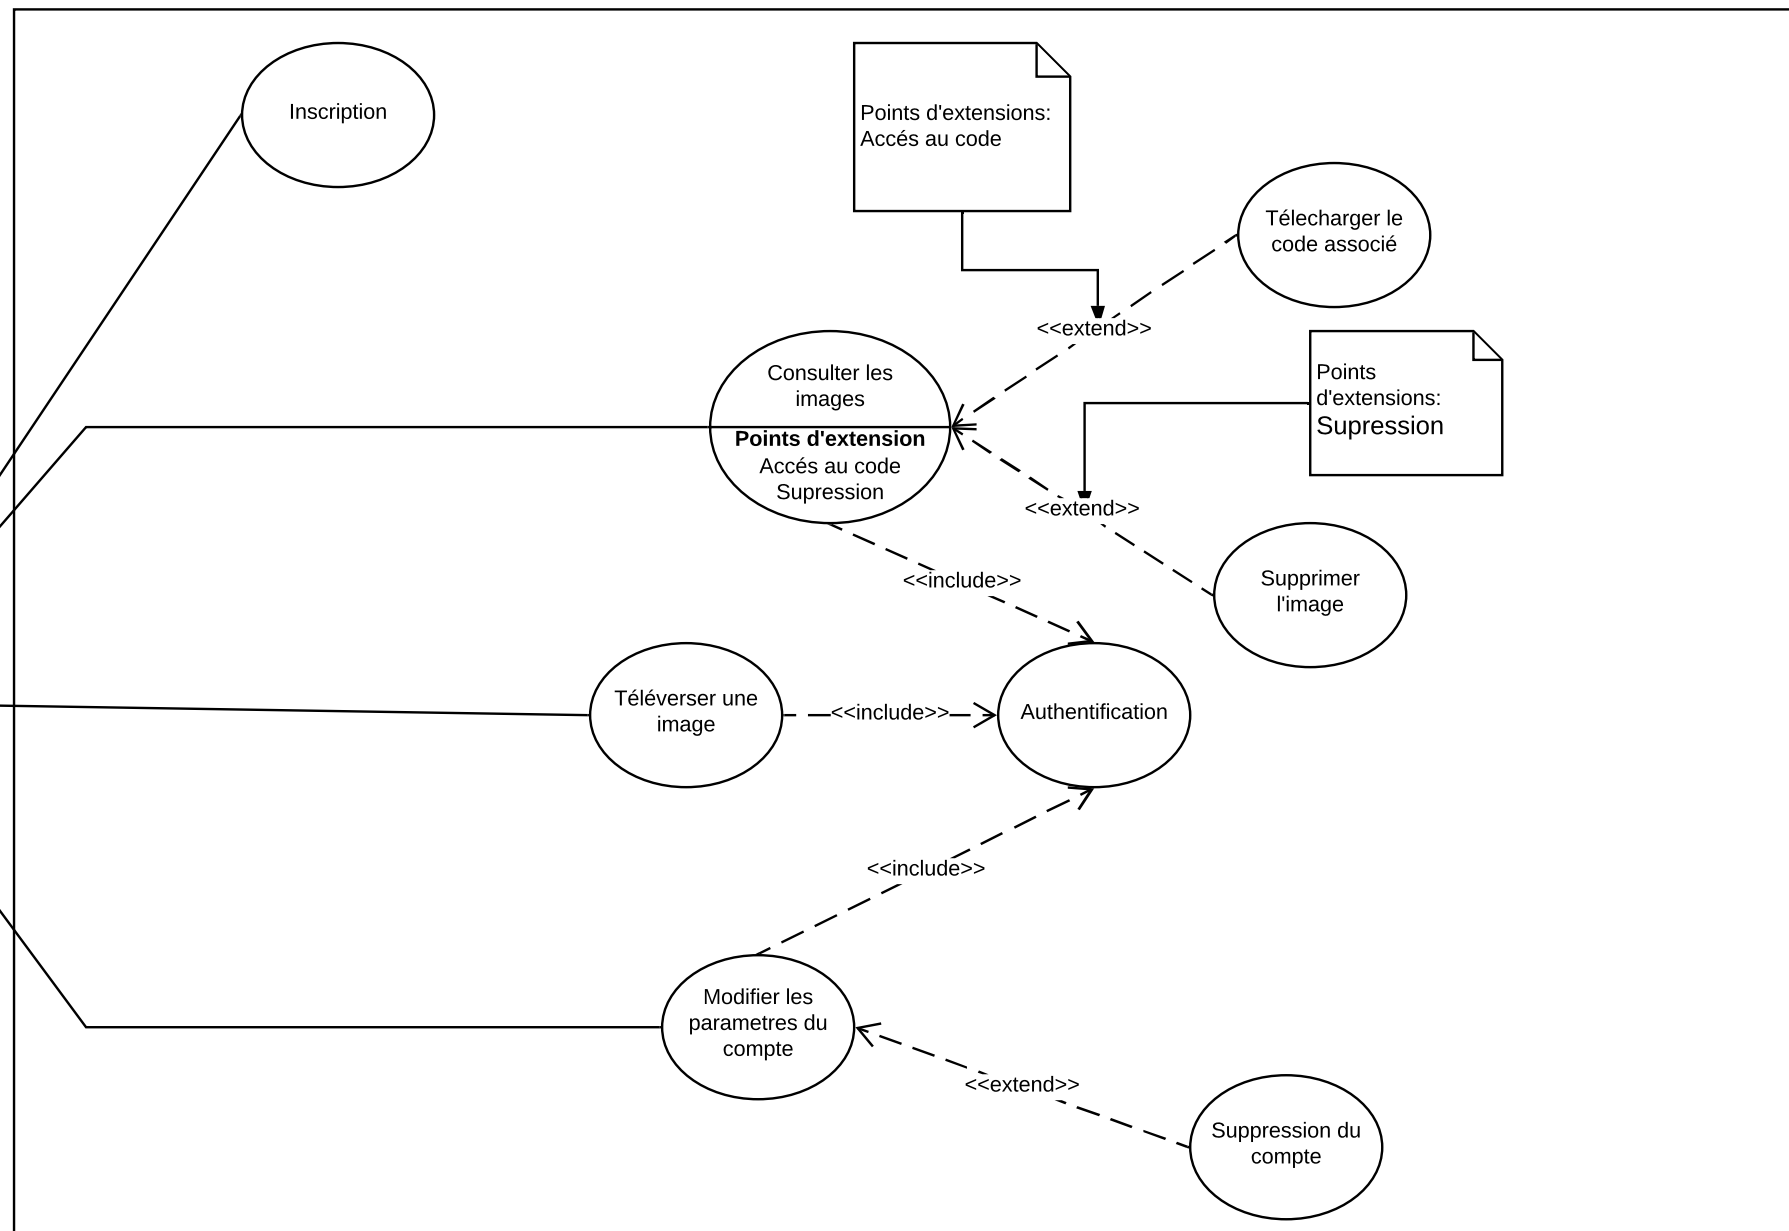 Inscription
Points d'extensions:
Accés au code
Télecharger le
code associé
<<extend>>
Consulter les
images
Points d'extension
Accés au code
Supression
Points
d'extensions:
Supression
<<extend>>
<<include>>
Supprimer
l'image
Téléverser une
image
<<include>>
Authentification
<<include>>
Modifier les
parametres du
compte
<<extend>>
Suppression du
compte